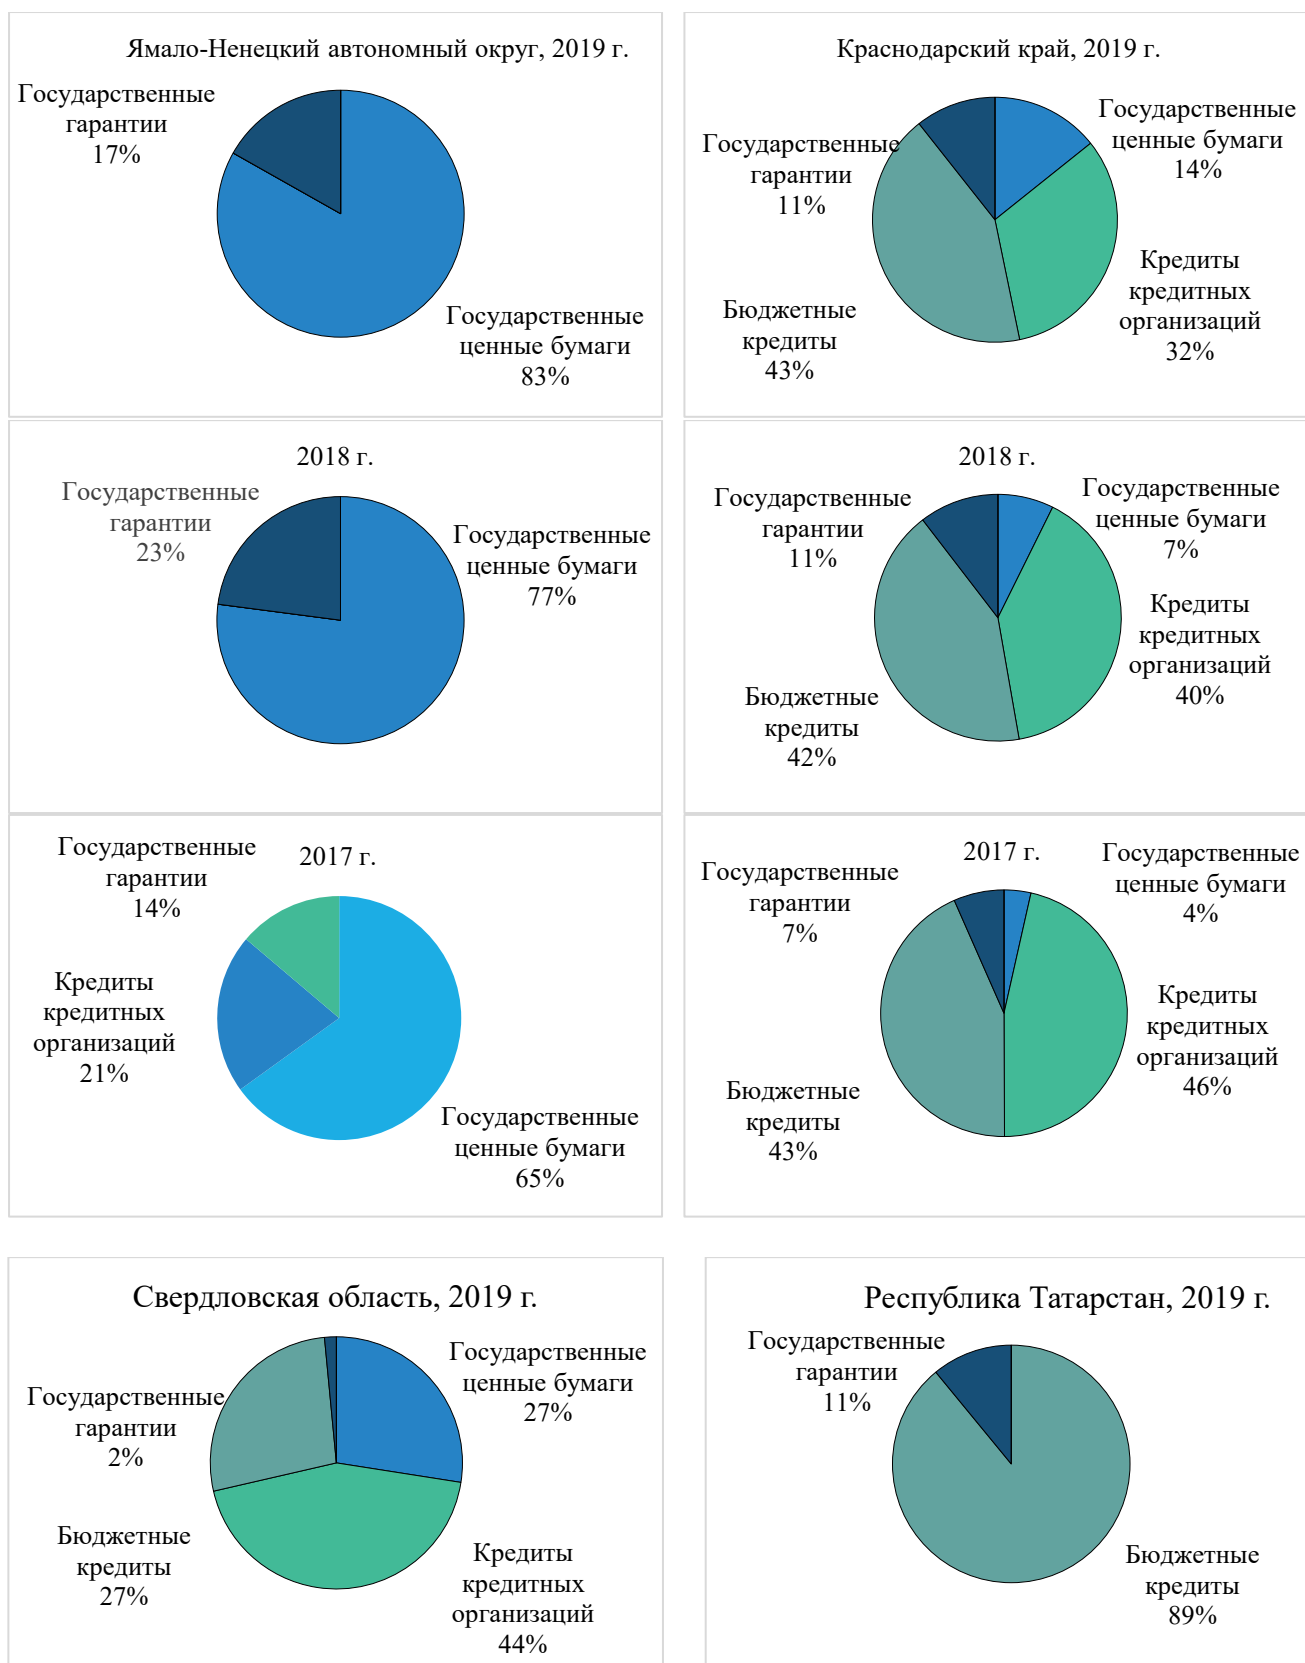 Ямало-Ненецкий автономный округ, 2019 г.
Государственные
гарантии
17%
Государственные
ценные бумаги
83%
Краснодарский край, 2019 г.
Государственные
ценные бумаги
14%
Государственные
гарантии
11%
Кредиты
кредитных
организаций
32%
Бюджетные
кредиты
43%
2018 г.
Государственные
гарантии
23%
Государственные
ценные бумаги
77%
2018 г.
Государственные
ценные бумаги
7%
Государственные
гарантии
11%
Кредиты
кредитных
организаций
40%
Бюджетные
кредиты
42%
2017 г.
Государственные
гарантии
14%
Кредиты
кредитных
организаций
21%
Государственные
ценные бумаги
65%
2017 г.
Государственные
ценные бумаги
4%
Государственные
гарантии
7%
Кредиты
кредитных
организаций
46%
Бюджетные
кредиты
43%
Свердловская область, 2019 г.
Государственные
ценные бумаги
27%
Государственные
гарантии
2%
Бюджетные
кредиты
27%
Кредиты
кредитных
организаций
44%
Республика Татарстан, 2019 г.
Государственные
гарантии
11%
Бюджетные
кредиты
89%